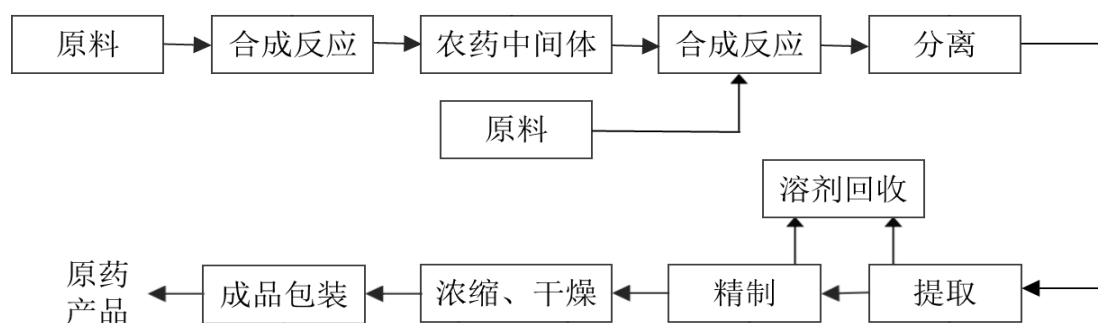 原料
合成反应
农药中间体
合成反应
分离
原料
溶剂回收
提取
精制
浓缩、干燥
成品包装
原药
产品